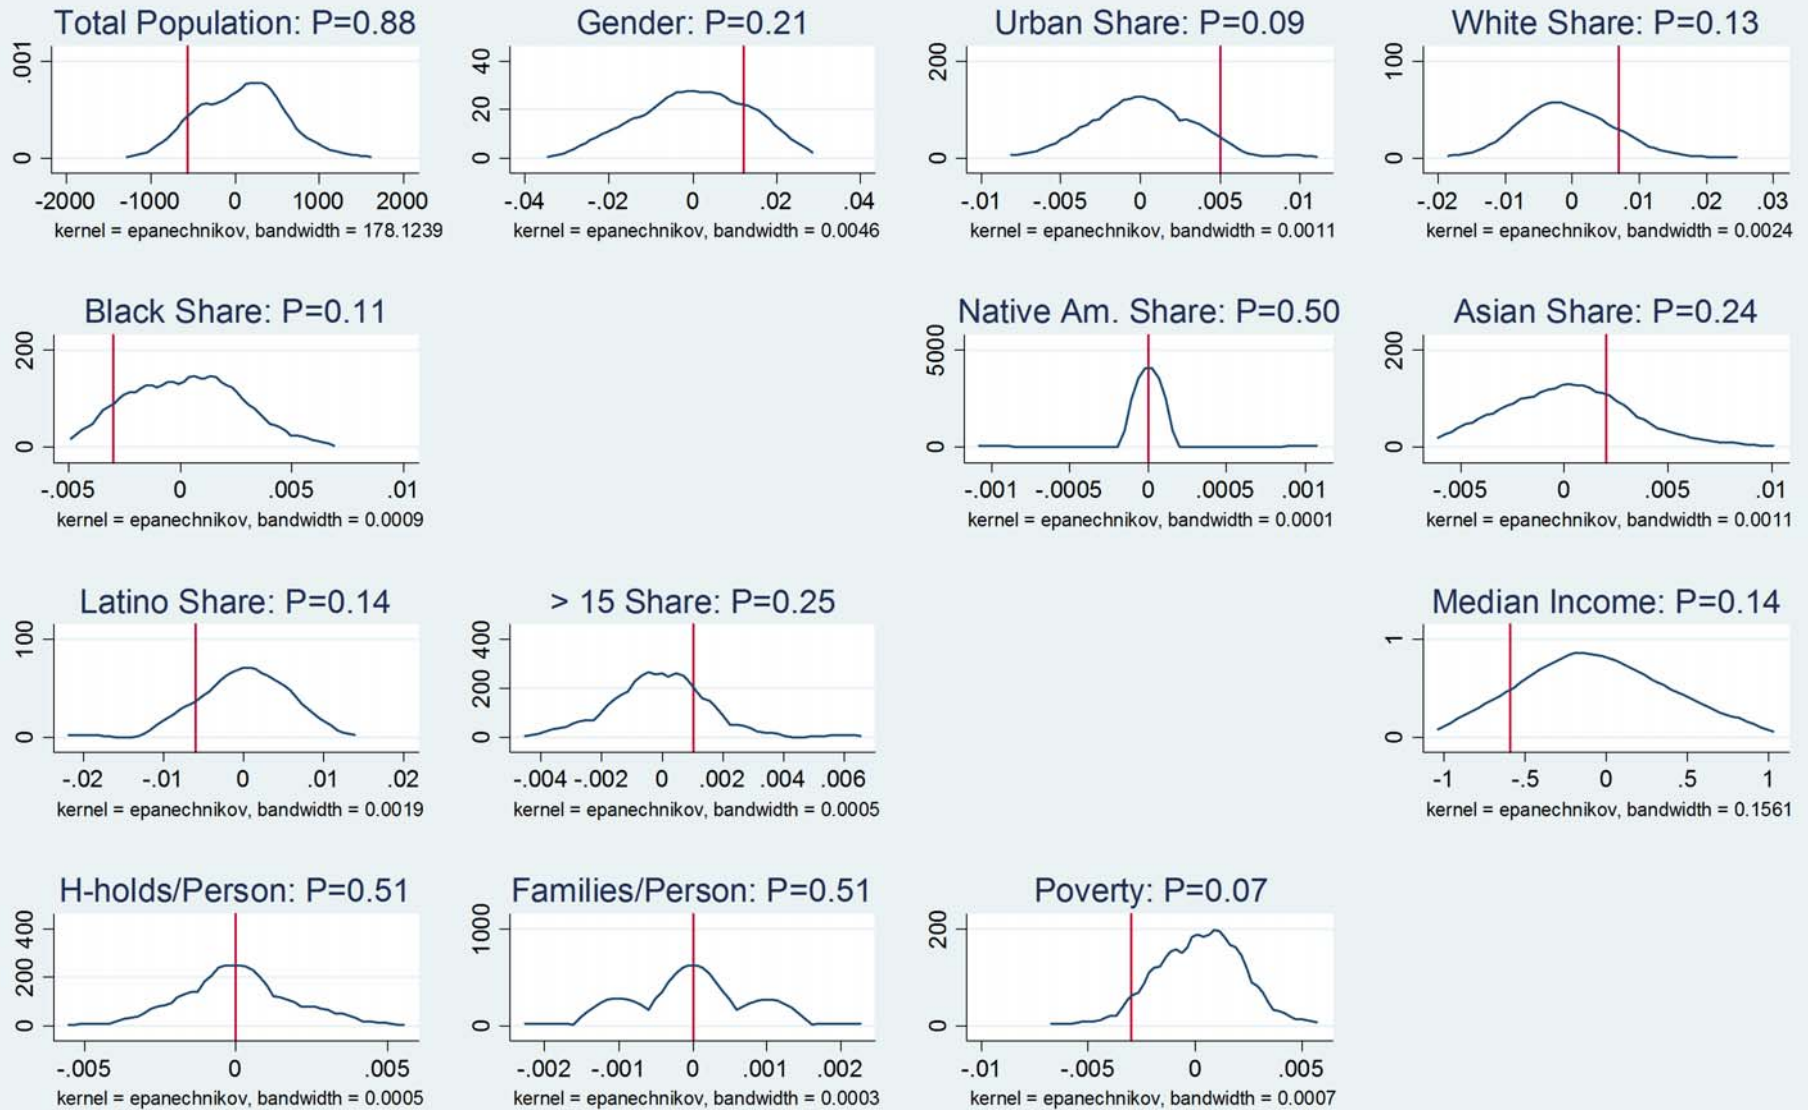 Total Population: P=0.88
.001
0
-2000 -1000 0 1000 2000
kernel = epanechnikov, bandwidth = 178.1239
Gender: P=0.21
40
20
0
-.04 -.02 0 .02 .04
kernel = epanechnikov, bandwidth = 0.0046
Urban Share: P=0.09
200
0
-.01 -.005 0 .005 .01
kernel = epanechnikov, bandwidth = 0.0011
White Share: P=0.13
100
0
-.02 -.01 0 .01 .02 .03
kernel = epanechnikov, bandwidth = 0.0024
Black Share: P=0.11
200
0
-.005 0 .005 .01
kernel = epanechnikov, bandwidth = 0.0009
Native Am. Share: P=0.50
5000
0
-.001 -.0005 0 .0005 .001
kernel = epanechnikov, bandwidth = 0.0001
Asian Share: P=0.24
200
0
-.005 0 .005 .01
kernel = epanechnikov, bandwidth = 0.0011
Latino Share: P=0.14
100
0
-.02 -.01 0 .01 .02
kernel = epanechnikov, bandwidth = 0.0019
> 15 Share: P=0.25
400
200
0
-.004 -.002 0 .002 .004 .006
kernel = epanechnikov, bandwidth = 0.0005
Median Income: P=0.14
1
0
-1 -.5 0 .5 1
kernel = epanechnikov, bandwidth = 0.1561
H-holds/Person: P=0.51
400
200
0
-.005 0 .005
kernel = epanechnikov, bandwidth = 0.0005
Families/Person: P=0.51
1000
0
-.002 -.001 0 .001 .002
kernel = epanechnikov, bandwidth = 0.0003
Poverty: P=0.07
200
0
-.01 -.005 0 .005
kernel = epanechnikov, bandwidth = 0.0007